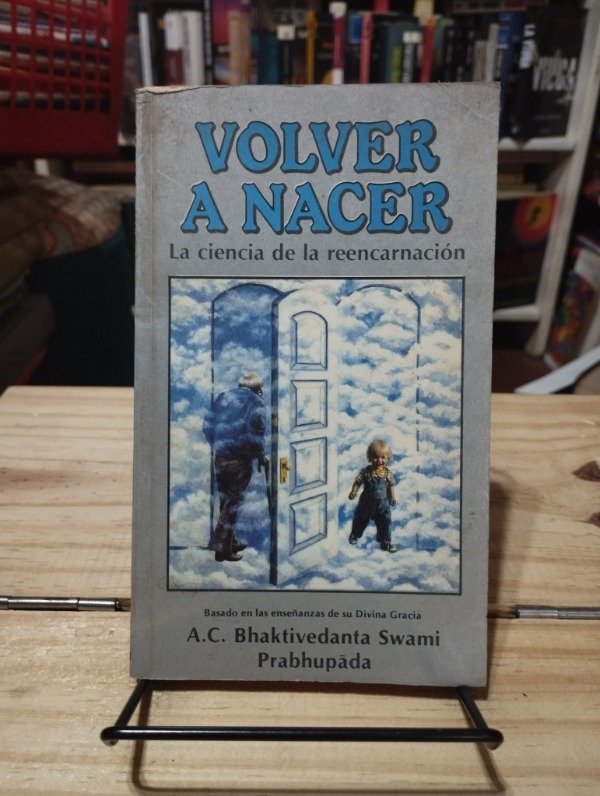 VOLVER
A NACER
La ciencia de la reencarnación
Basado en las enseñanzas de su Divina Gracia
A.C. Bhaktivedanta Swami
Prabhupāda